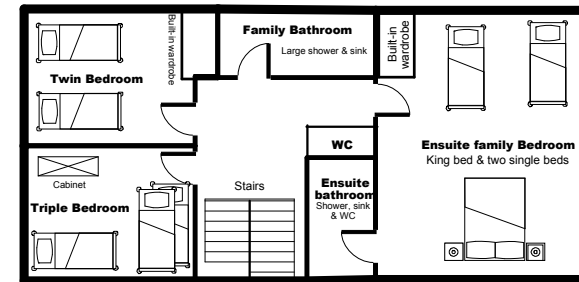 Built-in wardrobe
Twin Bedroom
Family Bathroom
Large shower & sink
Built-in
wardrobe
WC
Ensuite family Bedroom
King bed & two single beds
Cabinet
Triple Bedroom
Stairs
Ensuite
bathroom
Shower, sink
& WC